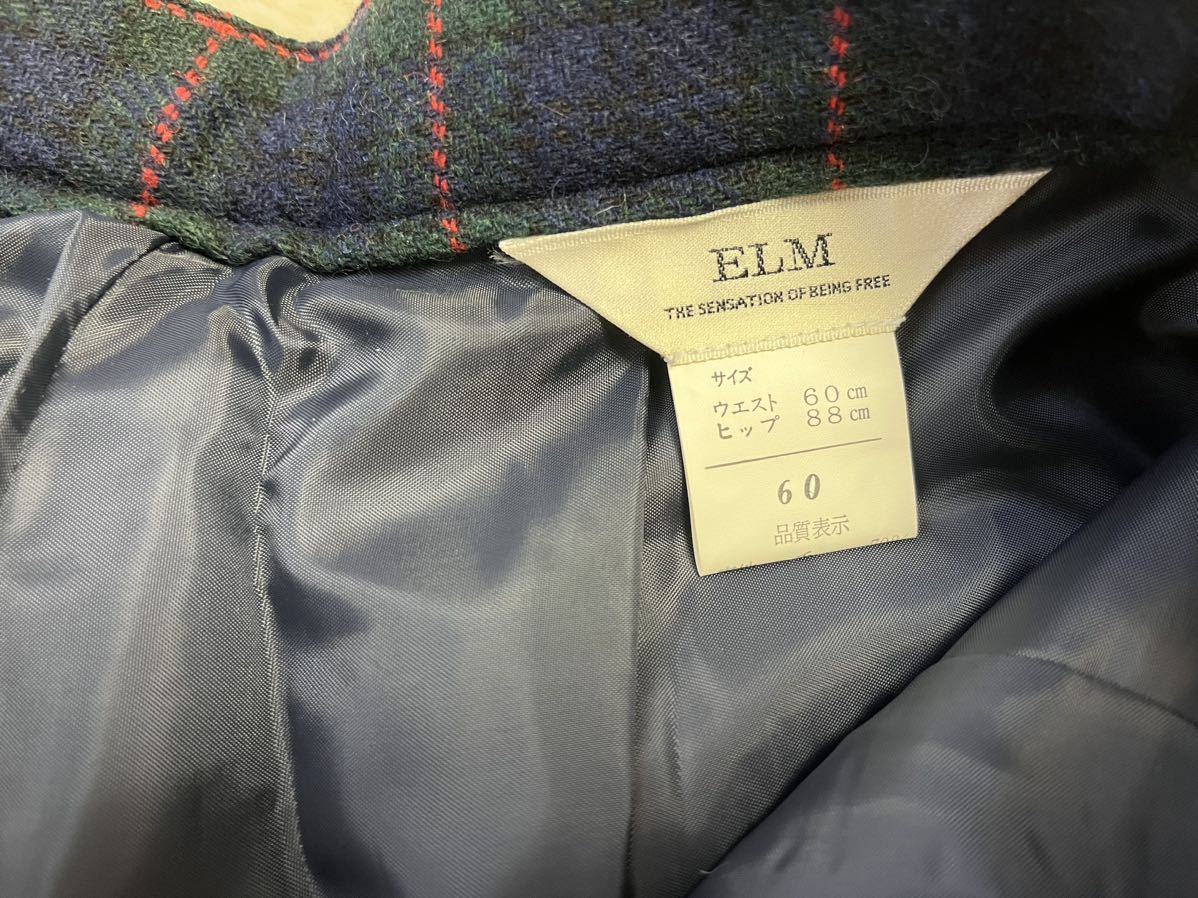 ELM
THE SENSATION OF BEING FREE
サイズ
ウエスト 60cm
ヒップ 88cm
60
品質表示